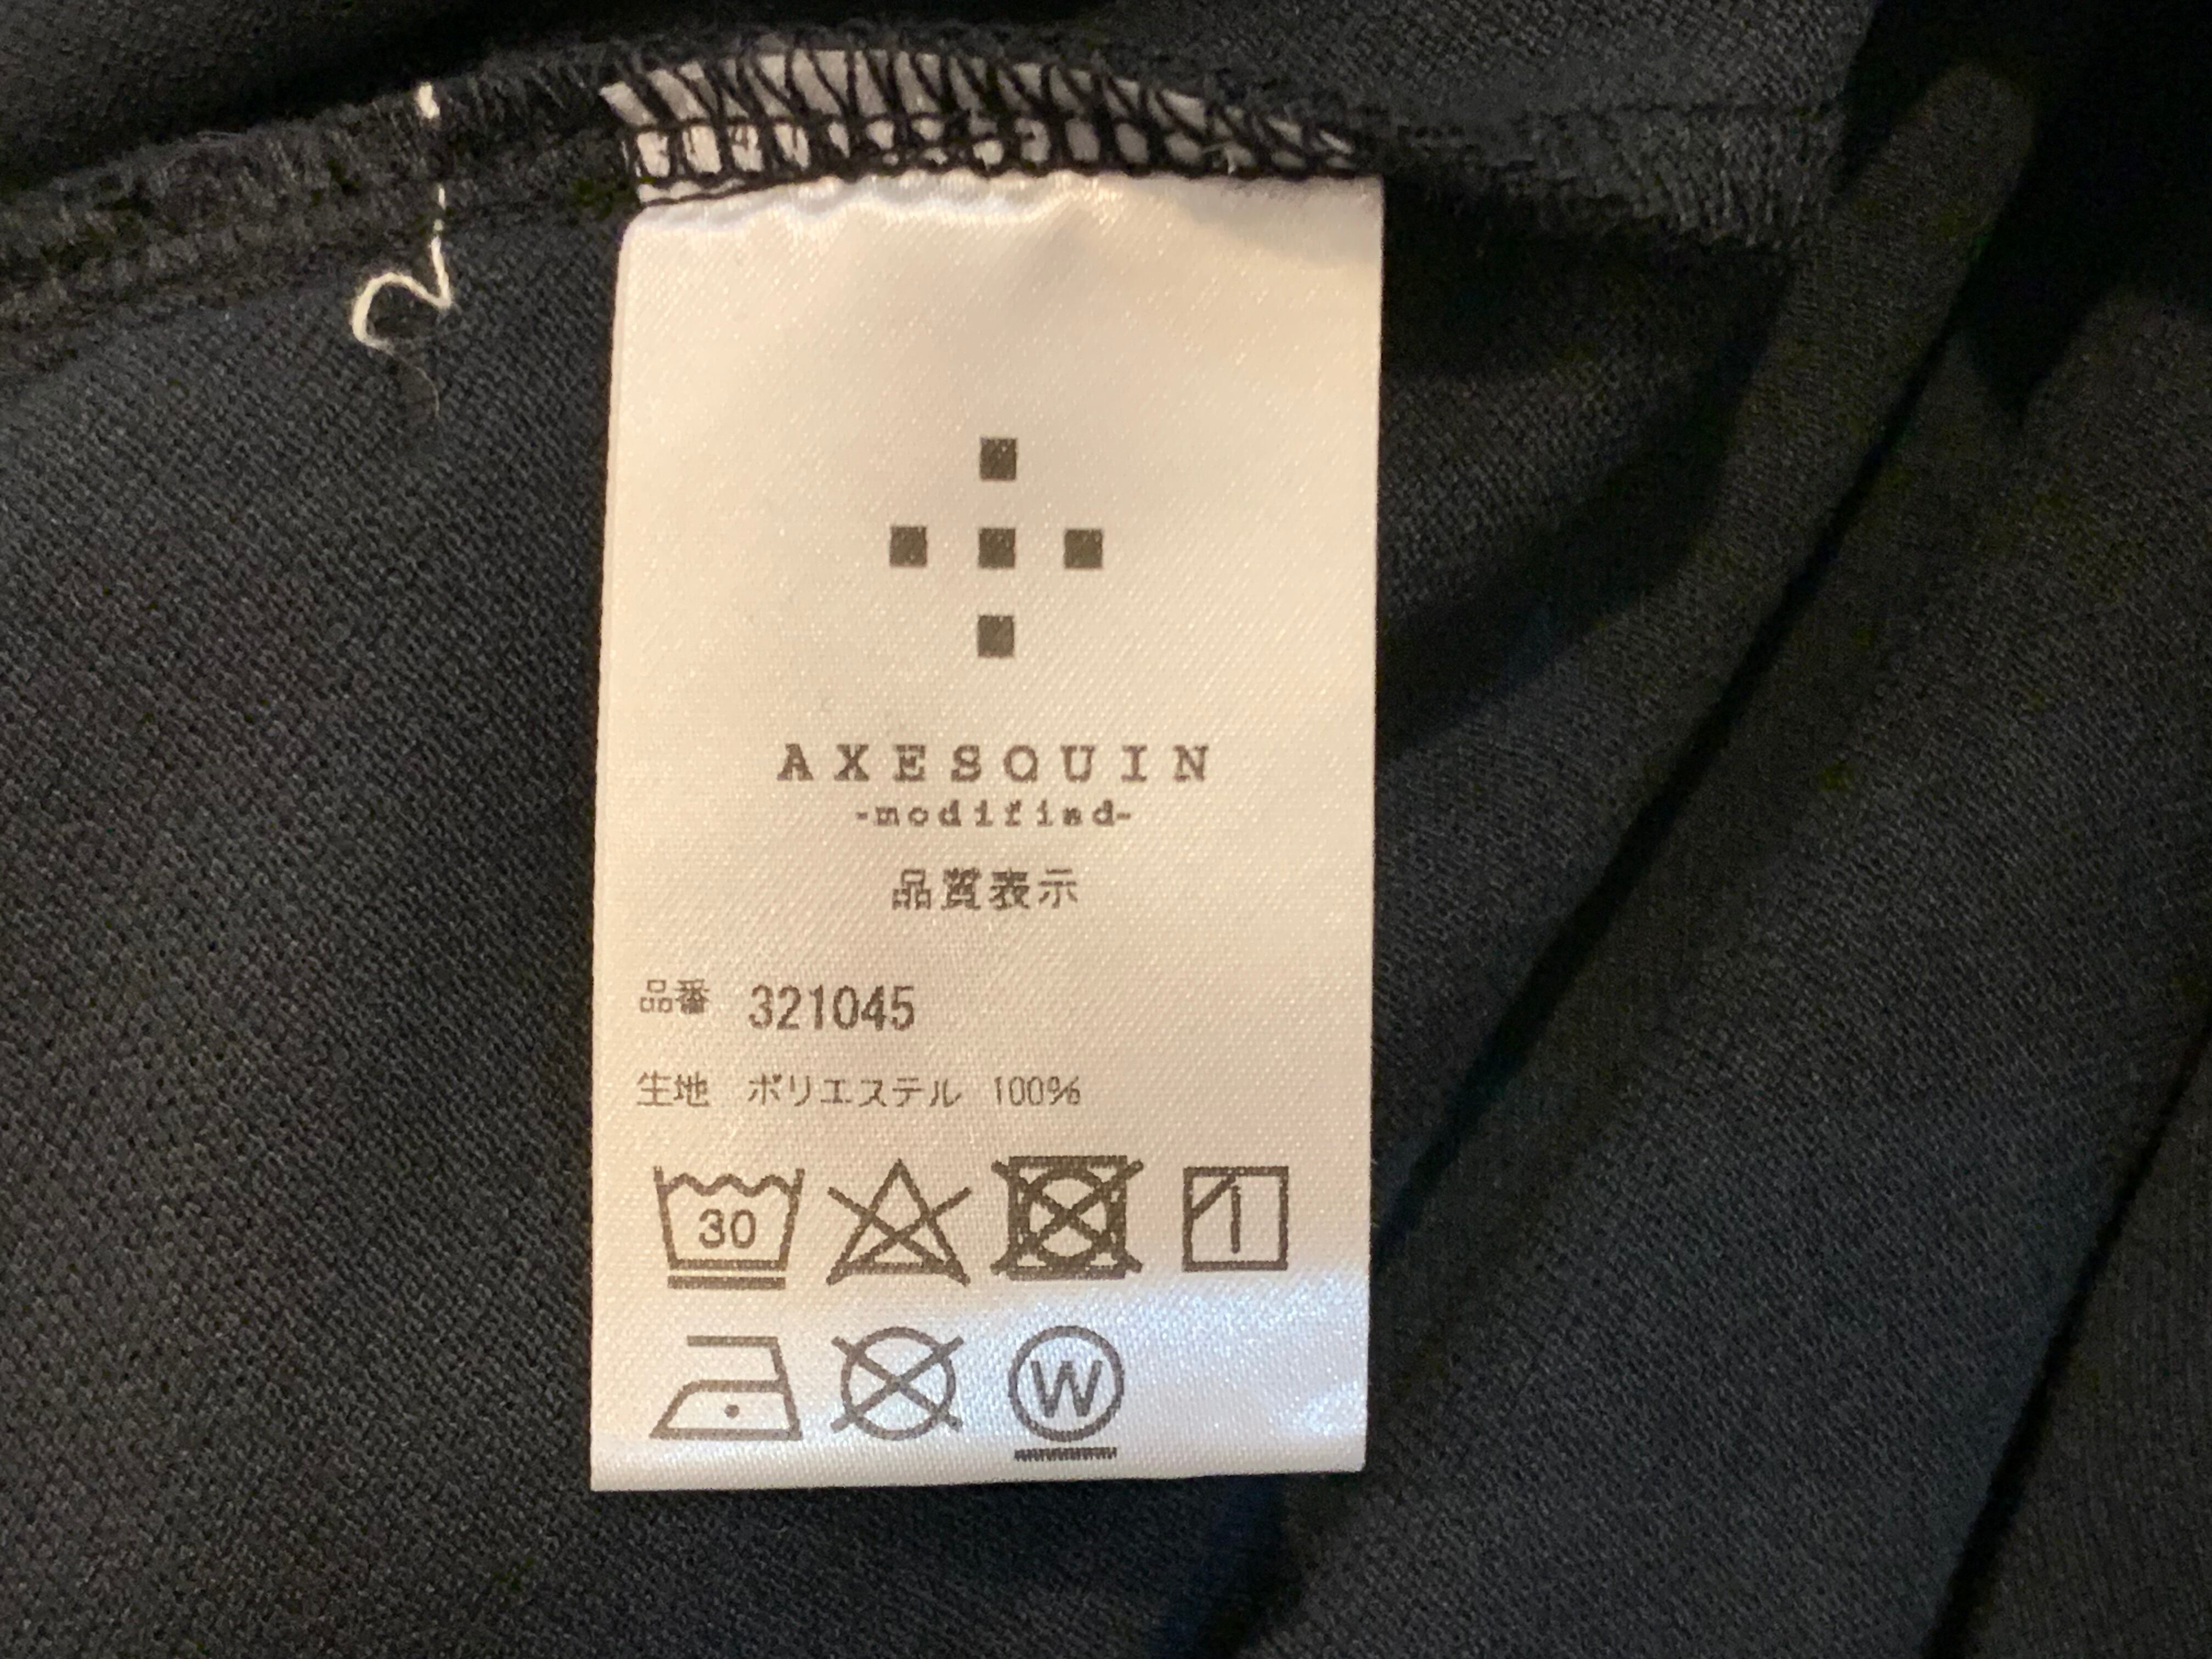 AXESQUIN
-modified-
品質表示
品番 321045
生地 ポリエステル 100%
30
W